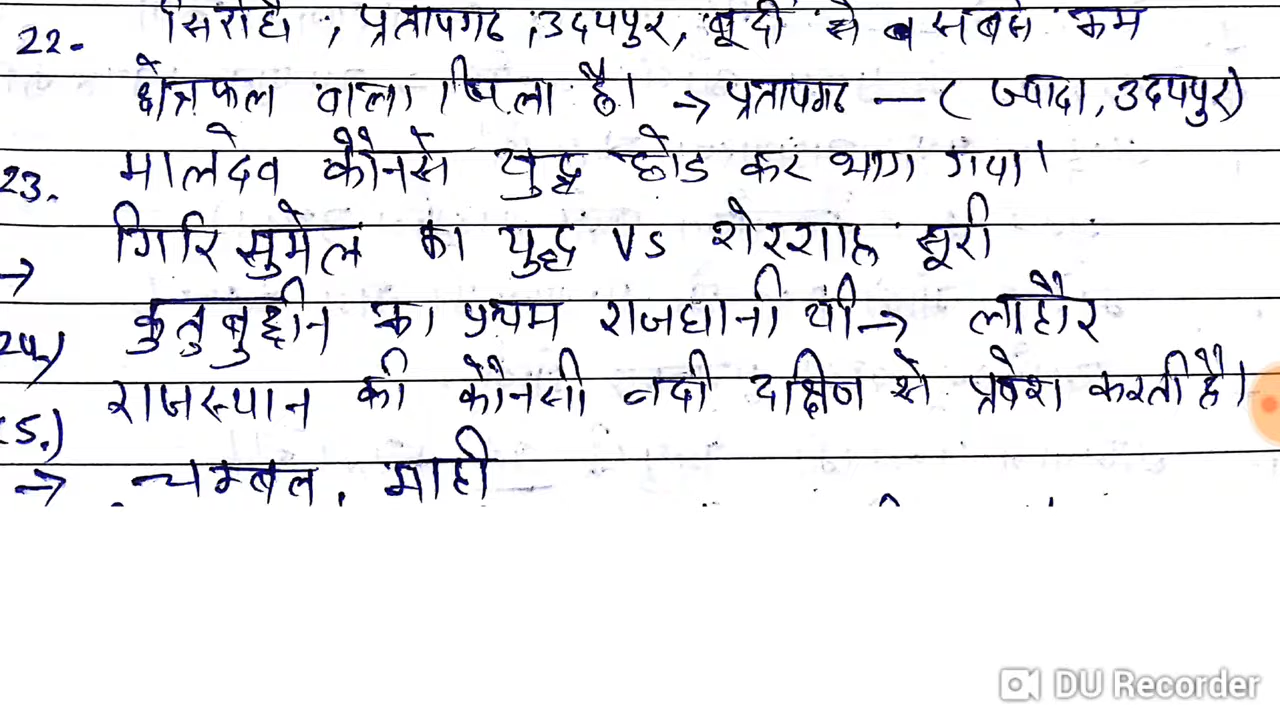 22. सिरोही, प्रतापगढ, उदयपुर, बूंदी से सबसे कम
क्षेत्रफल वाला जिला है। → प्रतापगढ — (ज्यादा, उदयपुर)
23. मालदेव कौनसे युद्ध छोड कर भाग गया।
→ गिरि सुमेल का युद्ध VS शेरशाह सूरी
24.) कुतुबुद्दीन का प्रथम राजधानी थी → लाहौर
25.) राजस्थान की कौनसी नदी दक्षिण से प्रवेश करती है।
→ चम्बल, माही
DU Recorder